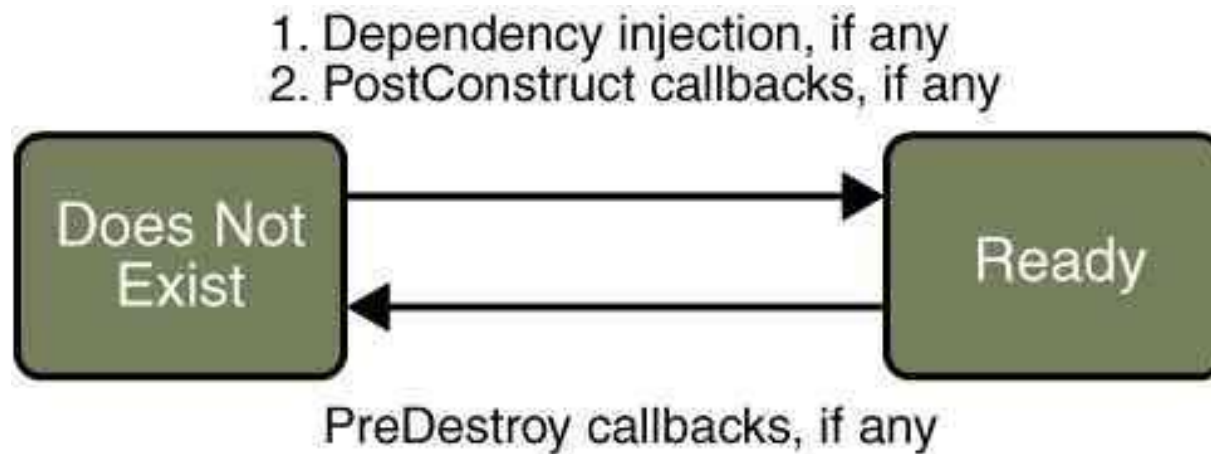 1. Dependency injection, if any
2. PostConstruct callbacks, if any
Does Not
Exist
Ready
PreDestroy callbacks, if any